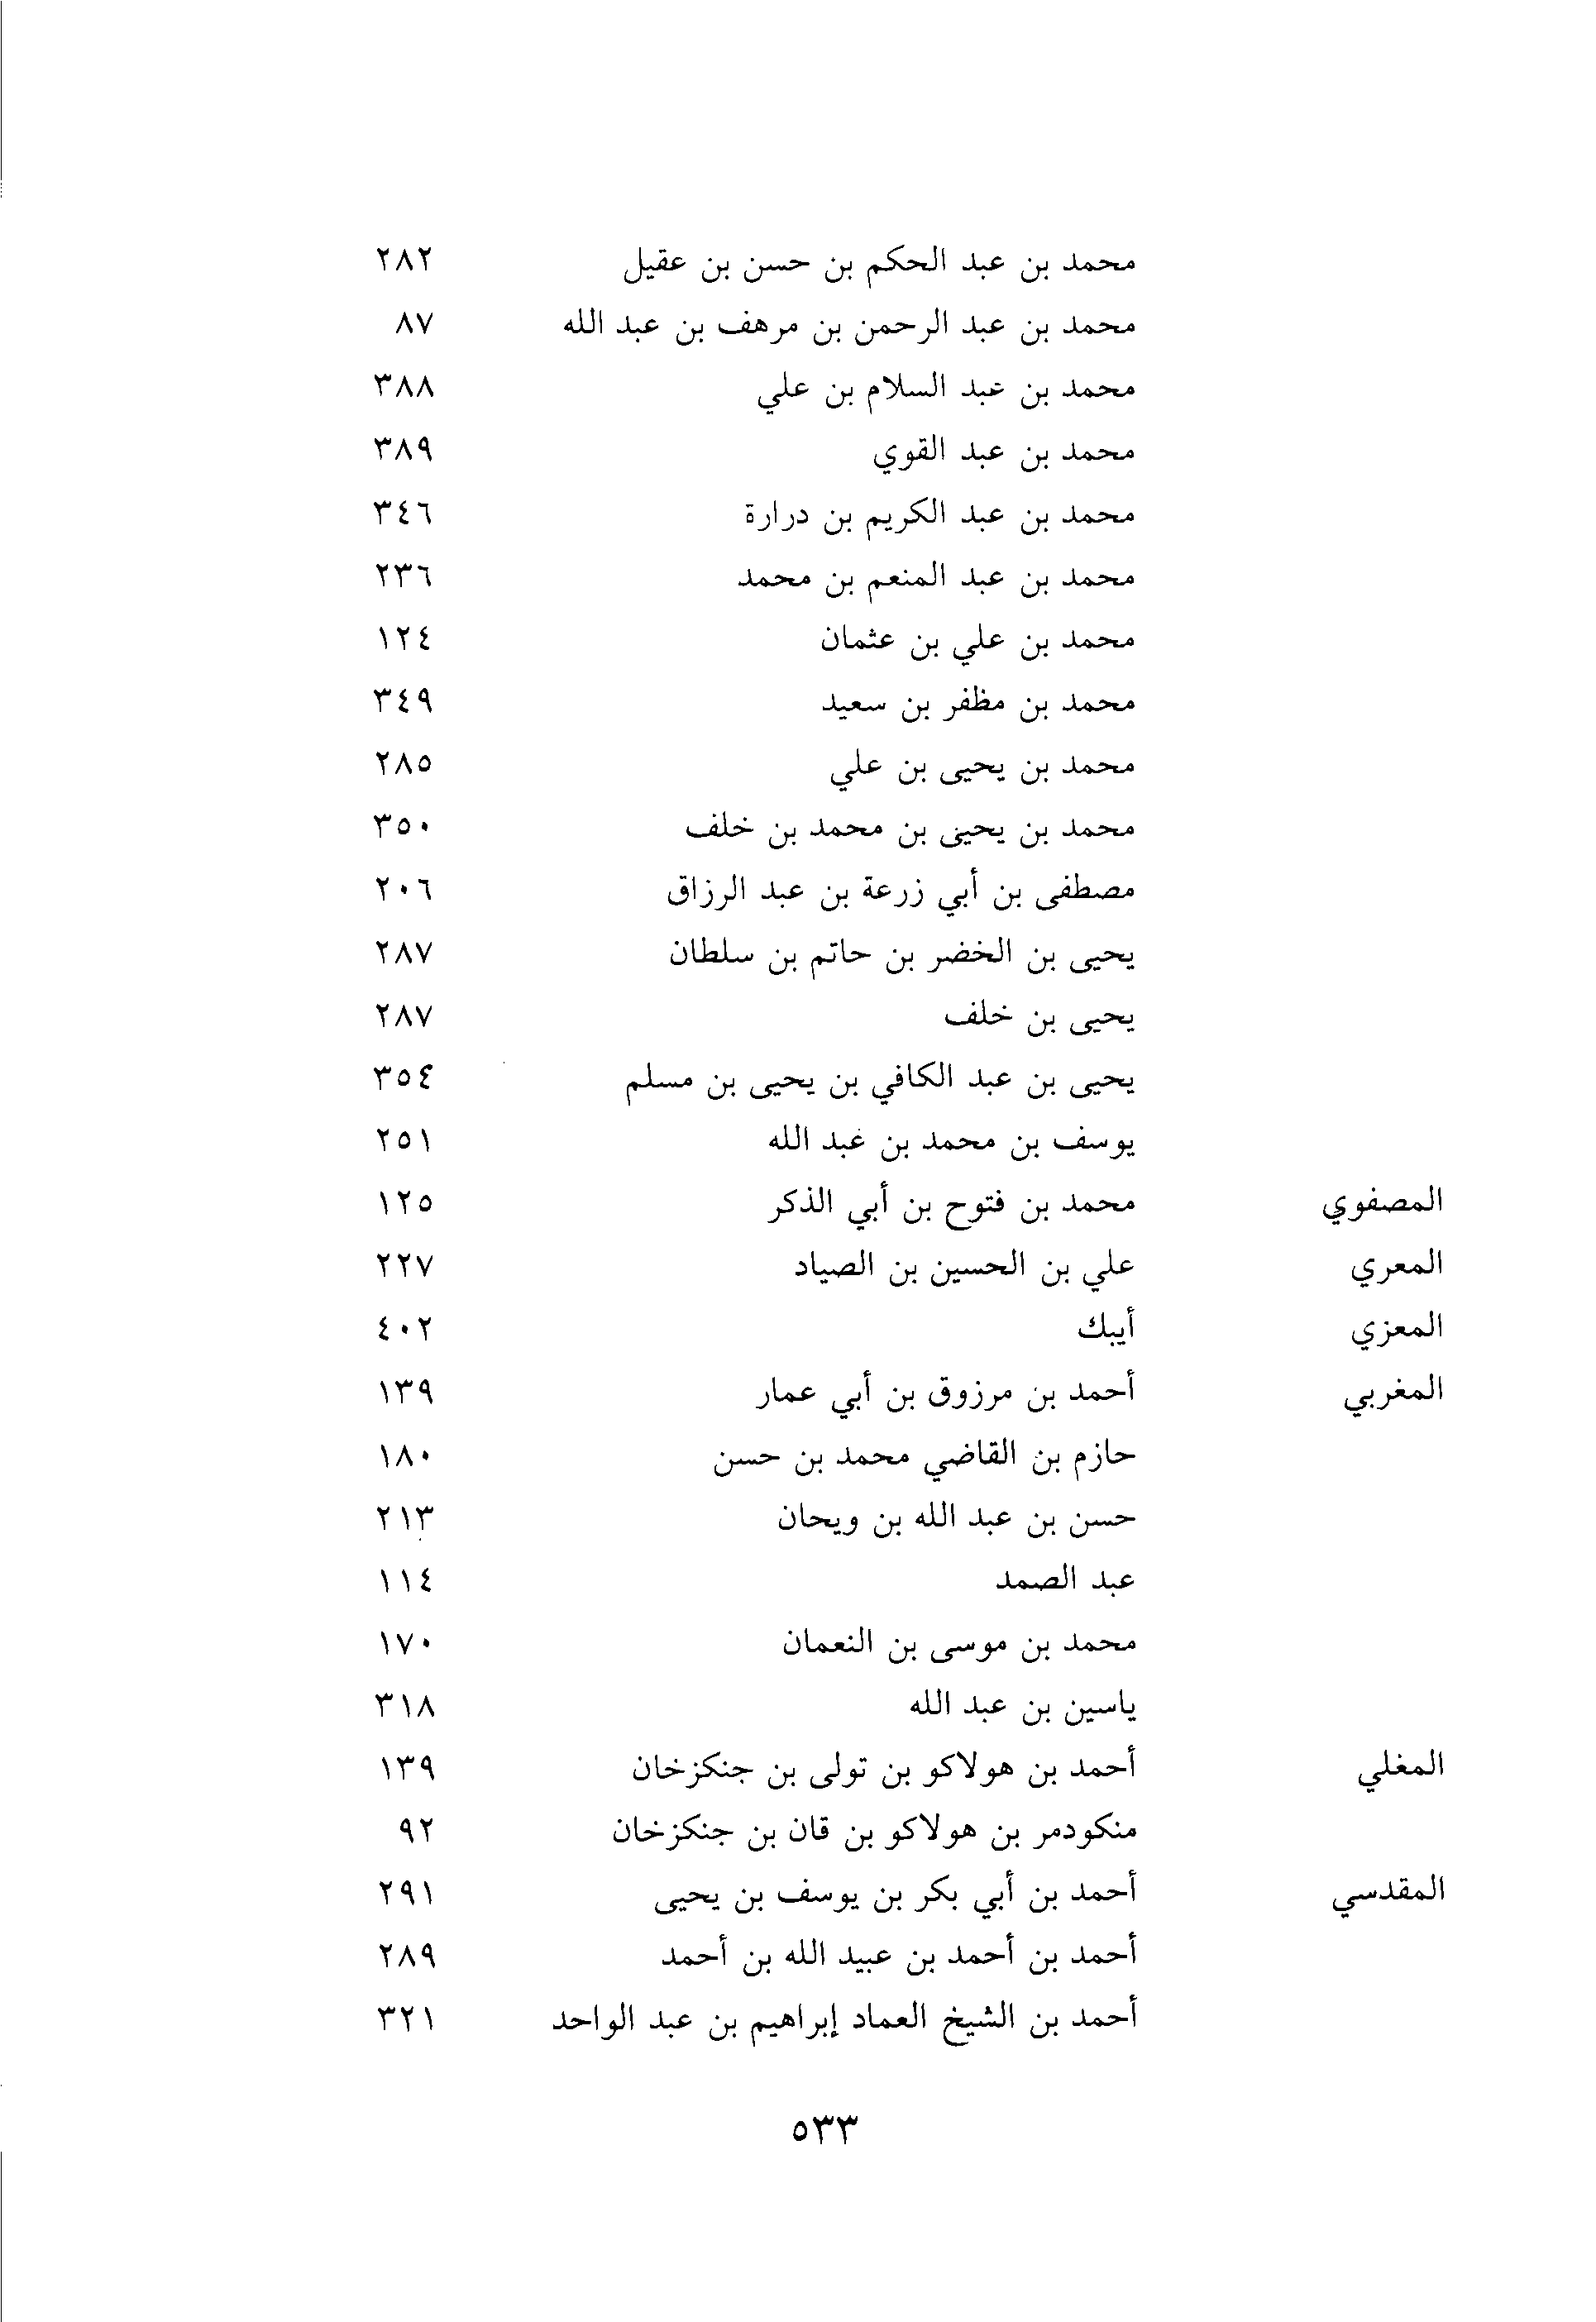 محمد بن عبد الحكم بن حسن بن عقيل ٢٨٢
محمد بن عبد الرحمن بن مرهف بن عبد الله ٨٧
محمد بن عبد السلام بن علي ٣٨٨
محمد بن عبد القوي ٣٨٩
محمد بن عبد الكريم بن درارة ٣٤٦
محمد بن عبد المنعم بن محمد ٢٣٦
محمد بن علي بن عثمان ١٢٤
محمد بن مظفر بن سعيد ٣٤٩
محمد بن يحيى بن علي ٢٨٥
محمد بن يحيى بن محمد بن خلف ٣٥٠
مصطفى بن أبي زرعة بن عبد الرزاق ٢٠٦
يحيى بن الخضر بن حاتم بن سلطان ٢٨٧
يحيى بن خلف ٢٨٧
يحيى بن عبد الكافي بن يحيى بن مسلم ٣٥٤
يوسف بن محمد بن عبد الله ٢٥١
المصفوي محمد بن فتوح بن أبي الذكر ١٢٥
المعري علي بن الحسين بن الصياد ٢٢٧
المعزي أيبك ٤٠٢
المغربي أحمد بن مرزوق بن أبي عمار ١٣٩
حازم بن القاضي محمد بن حسن ١٨٠
حسن بن عبد الله بن ويحان ٢١٣
عبد الصمد ١١٤
محمد بن موسى بن النعمان ١٧٠
ياسين بن عبد الله ٣١٨
المغلي أحمد بن هولاكو بن تولى بن جنكزخان ١٣٩
منكودمر بن هولاكو بن قان بن جنكزخان ٩٢
المقدسي أحمد بن أبي بكر بن يوسف بن يحيى ٢٩١
أحمد بن أحمد بن عبيد الله بن أحمد ٢٨٩
أحمد بن الشيخ العماد إبراهيم بن عبد الواحد ٣٢١
٥٣٣